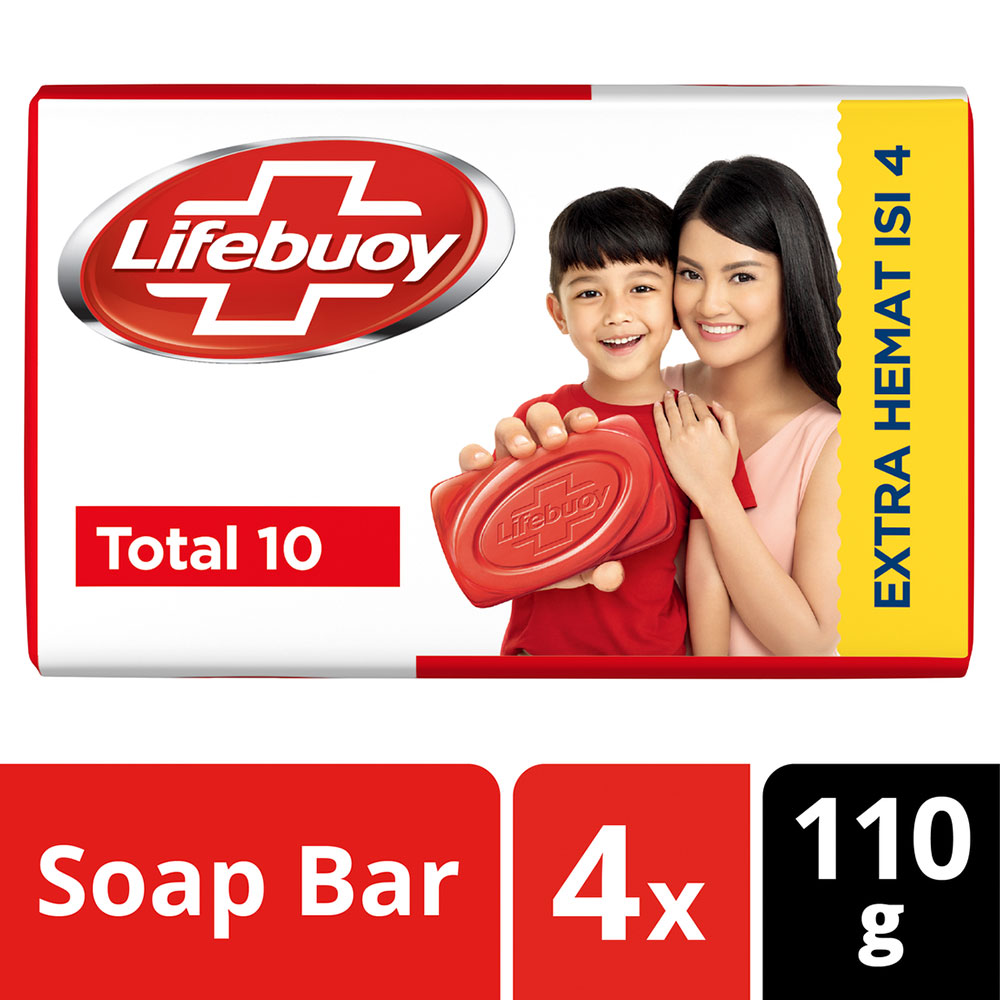 Lifebuoy
EXTRA HEMAT ISI 4
Lifebuoy
Total 10
Soap Bar
4x
110
g